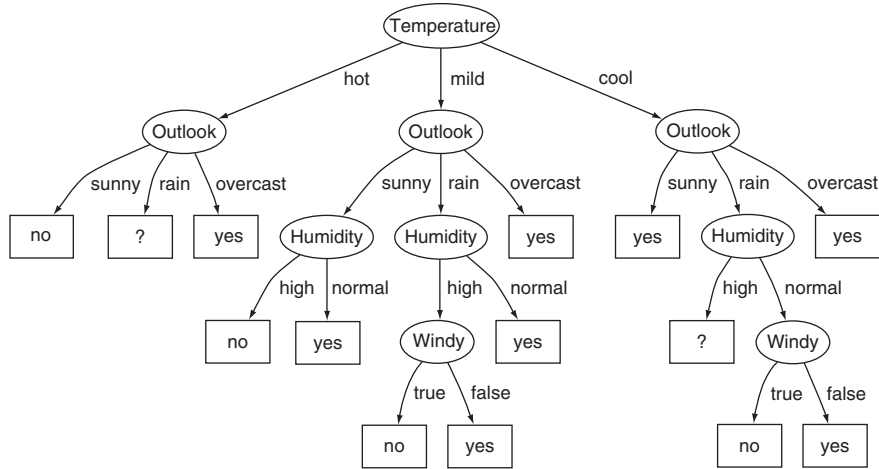 Temperature
hot mild cool
Outlook Outlook Outlook
sunny rain overcast sunny rain overcast sunny rain overcast
no ? yes Humidity Humidity yes yes Humidity yes
high normal high normal high normal
no yes Windy yes ? Windy
true false true false
no yes no yes